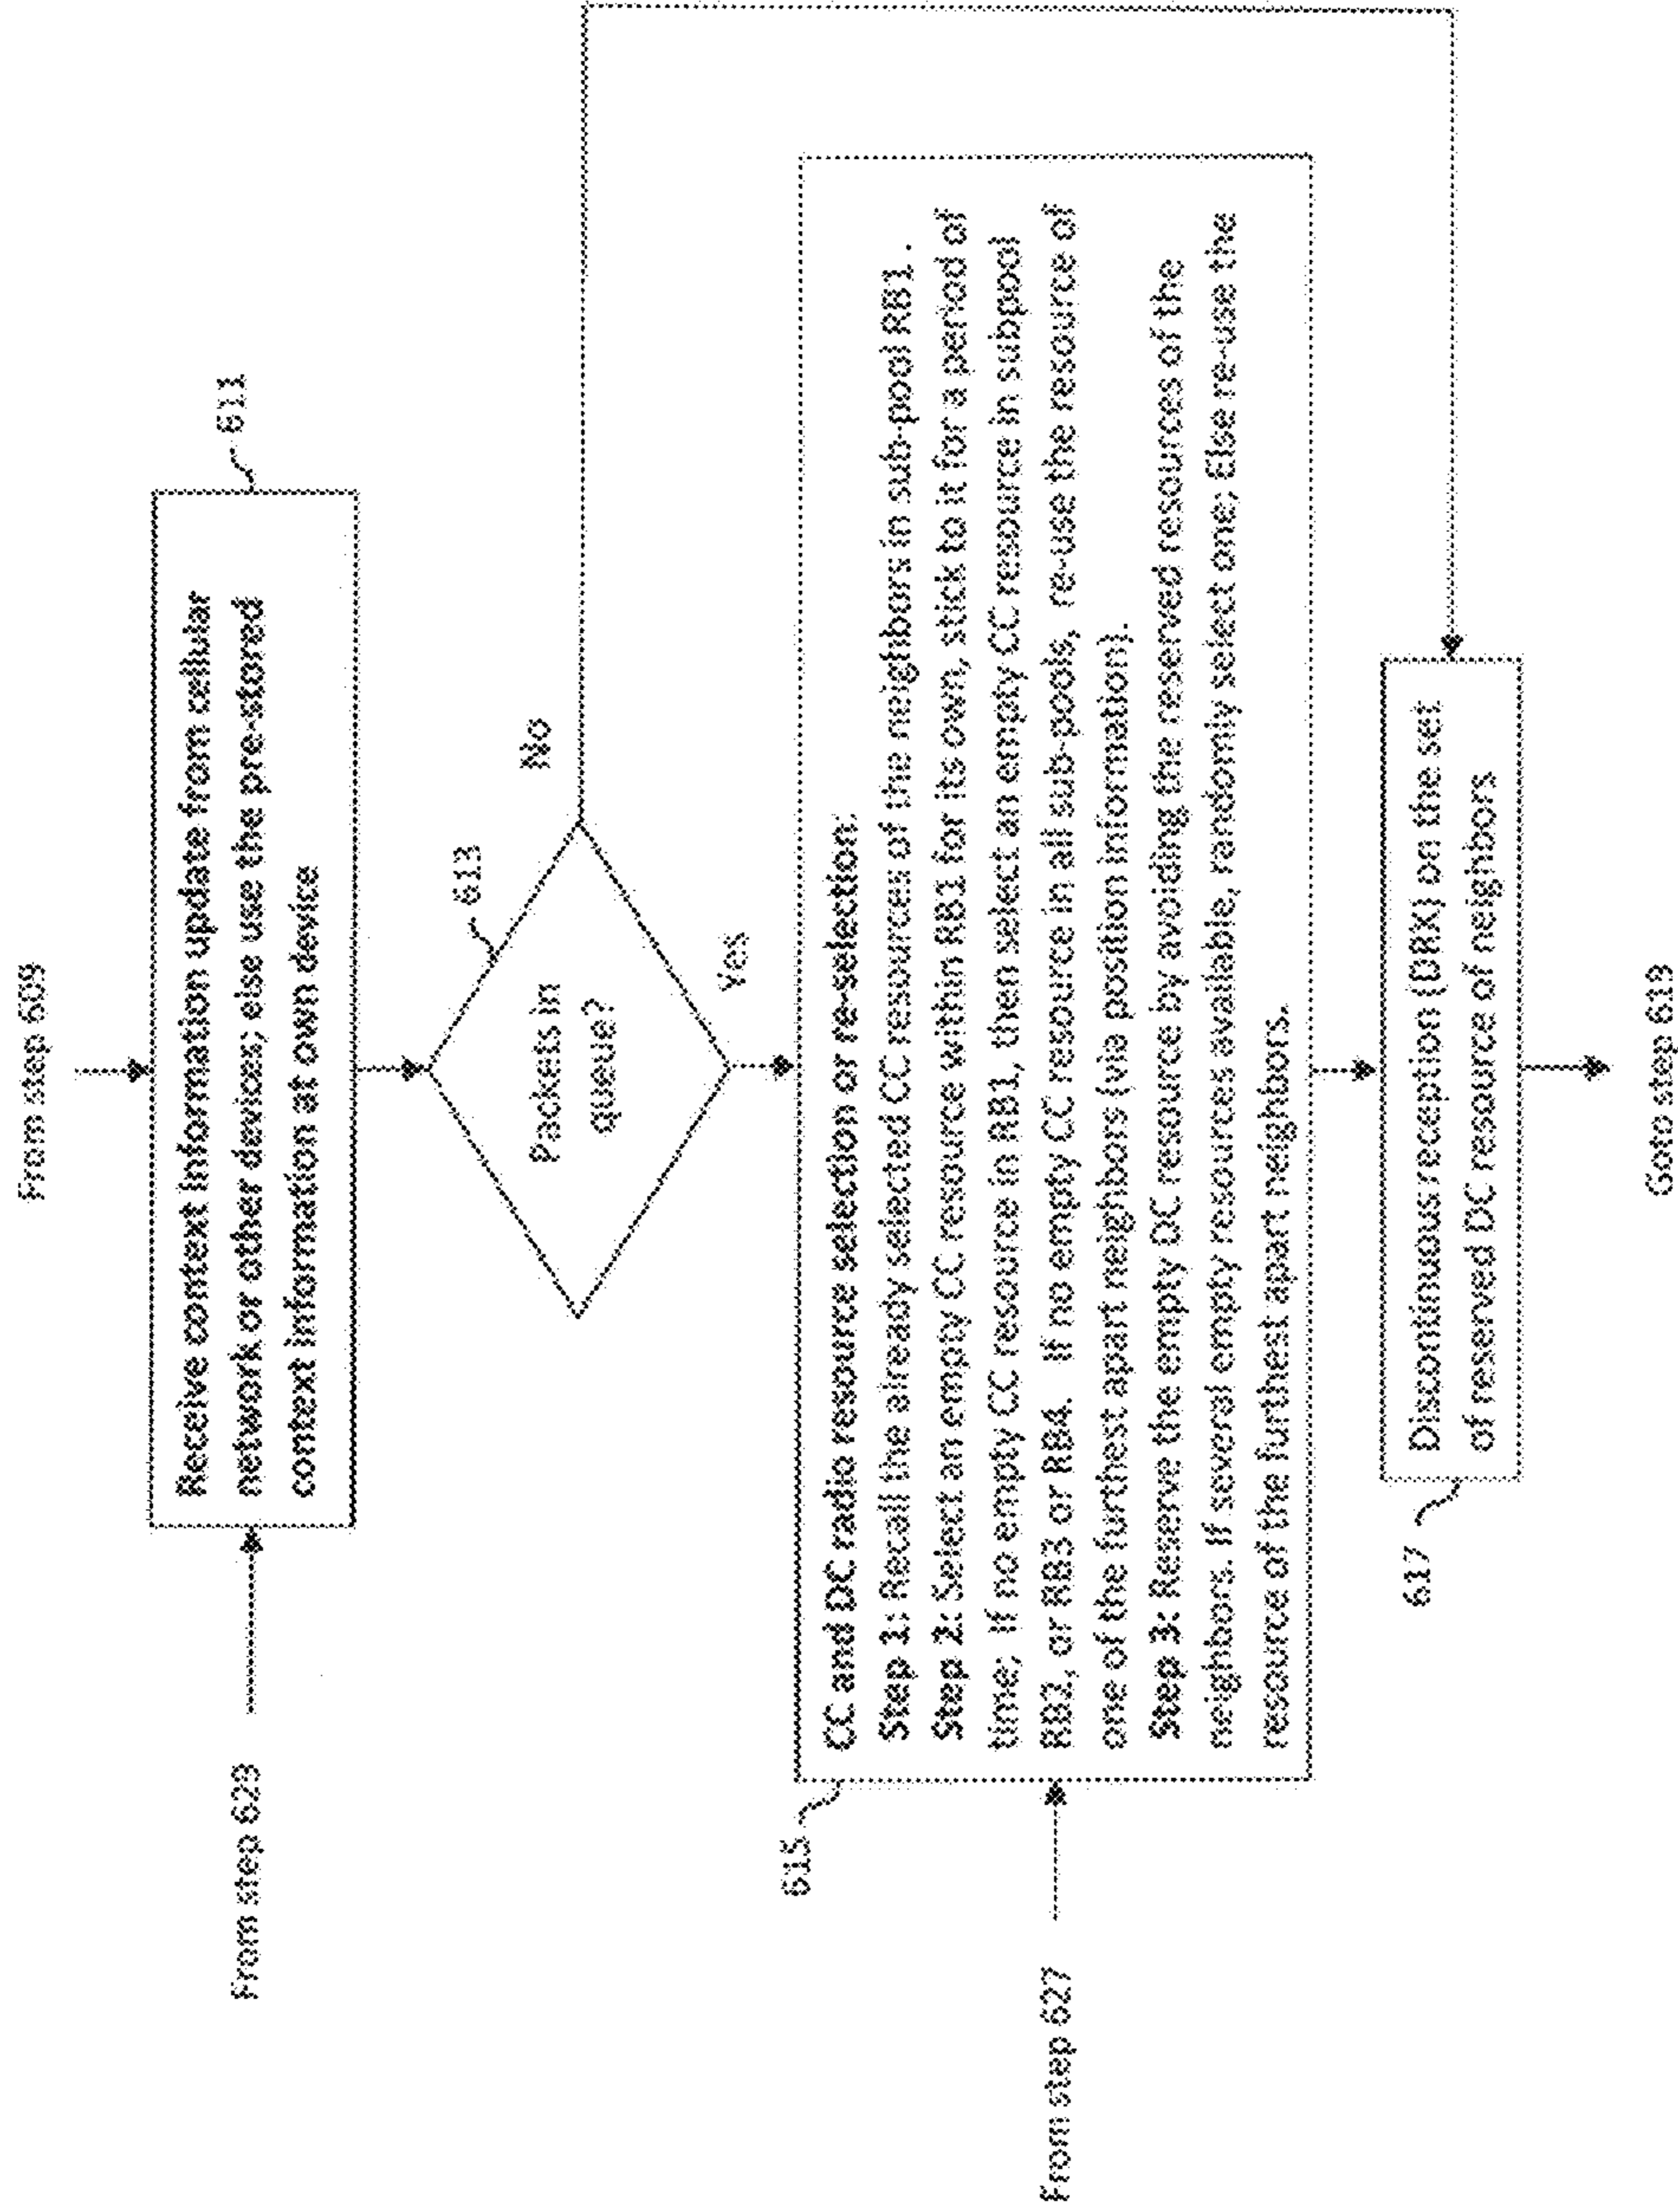 From step 609
611
Receive context information update from cellular
network or other devices; else use the pre-stored
context information at own device
From step 623
613
Packets in
queue?
No
Yes
615
CC and DC radio resource selection or re-selection:
Step 1: Recall the already selected CC resources of the neighbors in sub-pool RB1.
Step 2: Select an empty CC resource within RB1 for its own, stick to it for a period of
time; If no empty CC resource in RB1, then select an empty CC resource in subpool
RB2, or RB3 or RB4. If no empty CC resource in all sub-pools, re-use the resource of
one of the furthest apart neighbors (via position information).
Step 3: Reserve the empty DC resource by avoiding the reserved resources of the
neighbors. If several empty resources available, randomly select one; Else re-use the
resource of the furthest apart neighbors.
From step 627
617
Discontinuous reception (DRX) on the set
of reserved DC resource of neighbors
Goto step 619